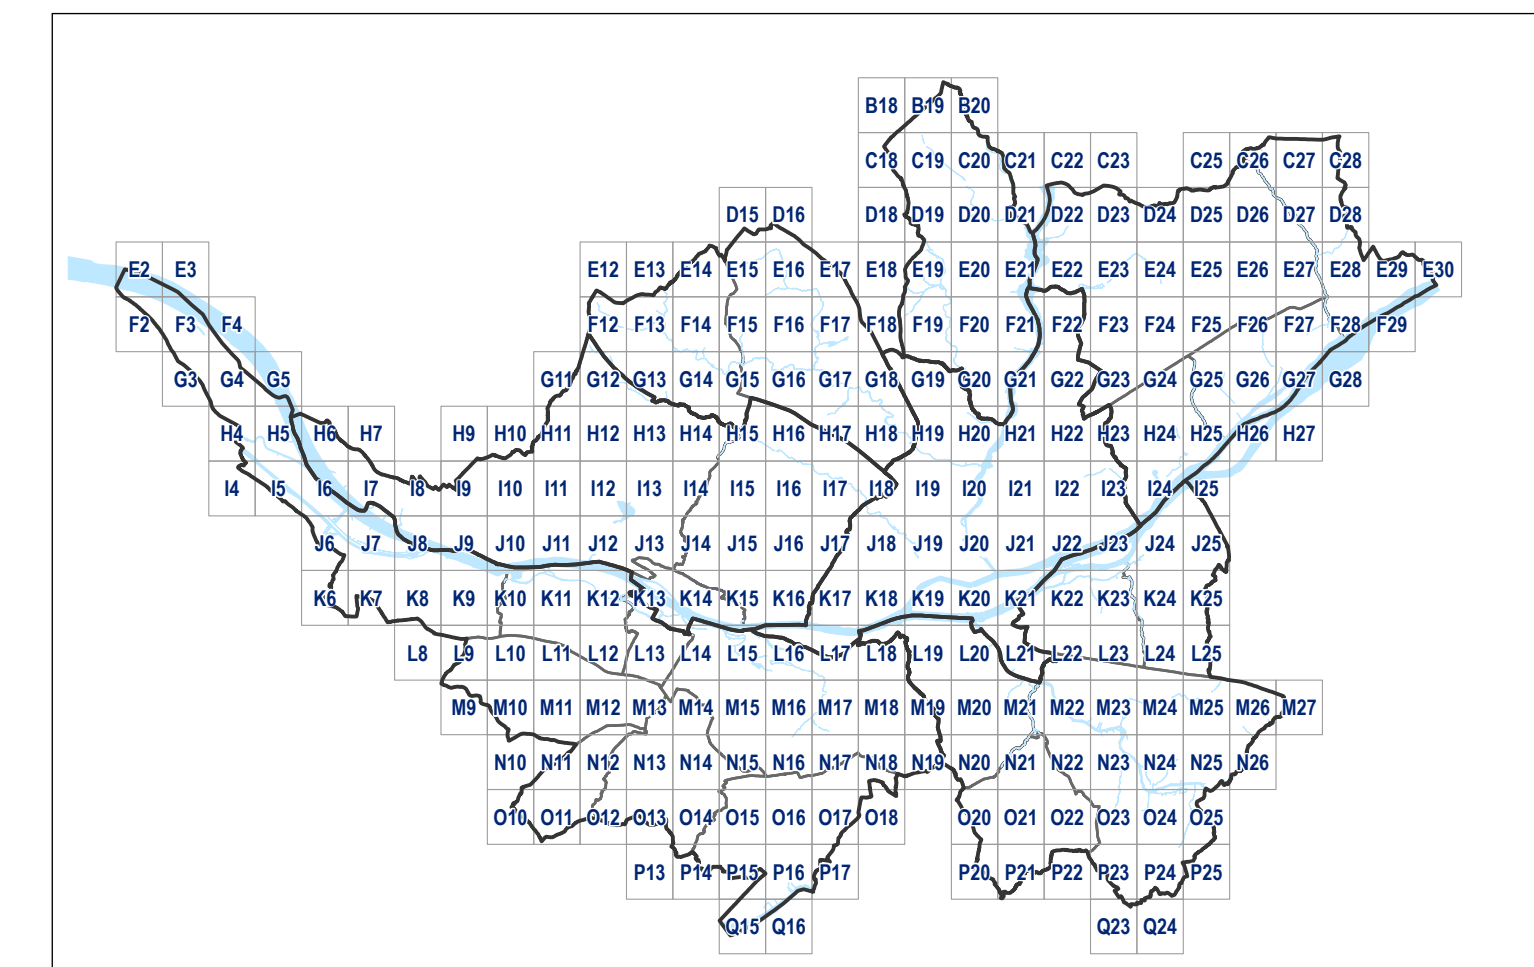 B18 B19 B20
C18 C19 C20 C21 C22 C23 C25 C26 C27 C28
D15 D16 D18 D19 D20 D21 D22 D23 D24 D25 D26 D27 D28
E2 E3 E12 E13 E14 E15 E16 E17 E18 E19 E20 E21 E22 E23 E24 E25 E26 E27 E28 E29 E30
F2 F3 F4 F12 F13 F14 F15 F16 F17 F18 F19 F20 F21 F22 F23 F24 F25 F26 F27 F28 F29
G3 G4 G5 G11 G12 G13 G14 G15 G16 G17 G18 G19 G20 G21 G22 G23 G24 G25 G26 G27 G28
H4 H5 H6 H7 H9 H10 H11 H12 H13 H14 H15 H16 H17 H18 H19 H20 H21 H22 H23 H24 H25 H26 H27
I4 I5 I6 I7 I8 I9 I10 I11 I12 I13 I14 I15 I16 I17 I18 I19 I20 I21 I22 I23 I24 I25
J6 J7 J8 J9 J10 J11 J12 J13 J14 J15 J16 J17 J18 J19 J20 J21 J22 J23 J24 J25
K6 K7 K8 K9 K10 K11 K12 K13 K14 K15 K16 K17 K18 K19 K20 K21 K22 K23 K24 K25
L8 L9 L10 L11 L12 L13 L14 L15 L16 L17 L18 L19 L20 L21 L22 L23 L24 L25
M9 M10 M11 M12 M13 M14 M15 M16 M17 M18 M19 M20 M21 M22 M23 M24 M25 M26 M27
N10 N11 N12 N13 N14 N15 N16 N17 N18 N19 N20 N21 N22 N23 N24 N25 N26
O10 O11 O12 O13 O14 O15 O16 O17 O18 O20 O21 O22 O23 O24 O25
P13 P14 P15 P16 P17 P20 P21 P22 P23 P24 P25
Q15 Q16 Q23 Q24